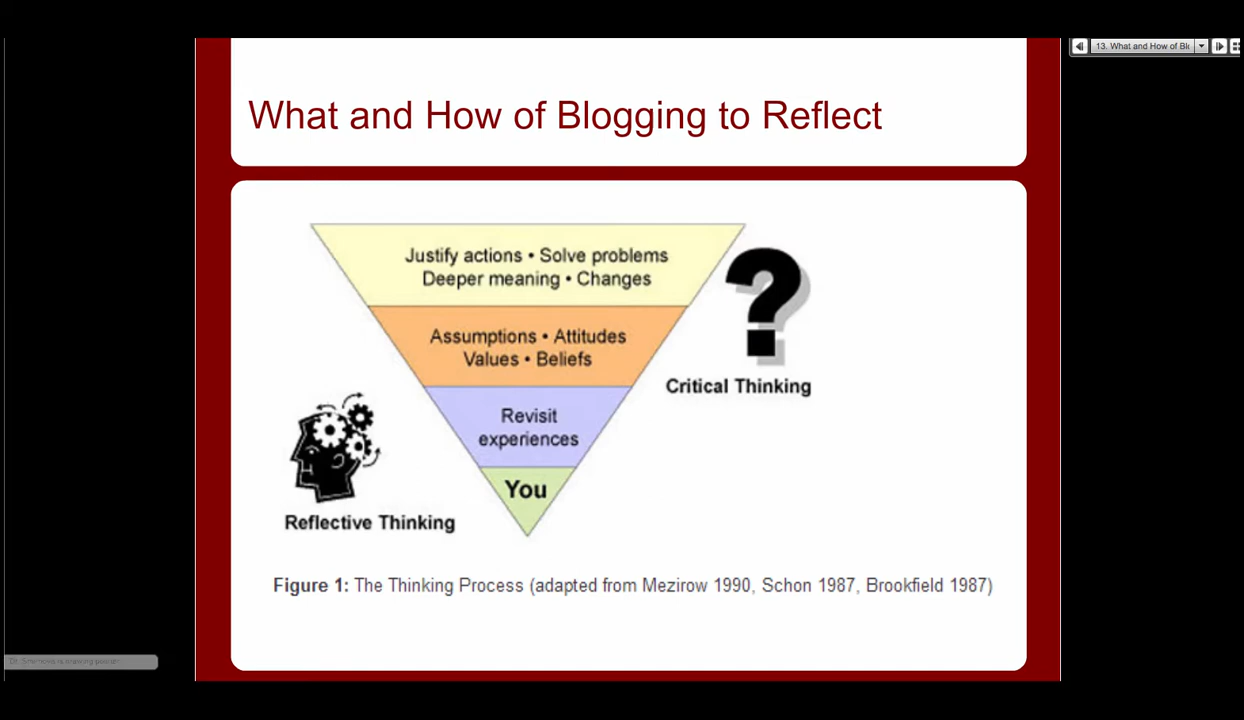 13. What and How of Bl
What and How of Blogging to Reflect
Justify actions • Solve problems
Deeper meaning • Changes
Assumptions • Attitudes
Values • Beliefs
Critical Thinking
Revisit
experiences
You
Reflective Thinking
Figure 1: The Thinking Process (adapted from Mezirow 1990, Schon 1987, Brookfield 1987)